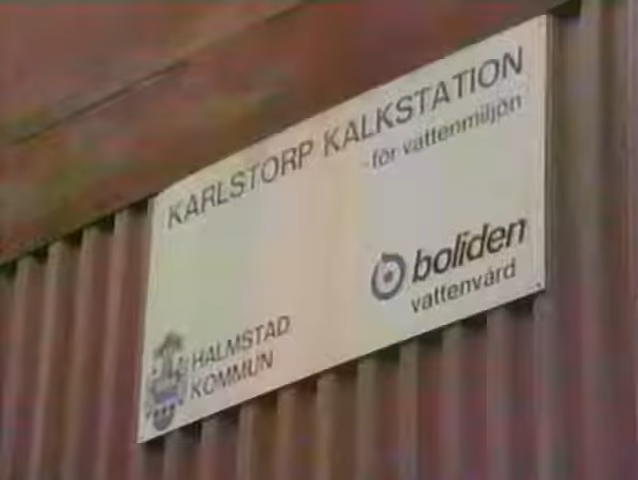 KARLSTORP KALKSTATION
-för vattenmiljön
boliden
vattenvård
HALMSTAD
KOMMUN